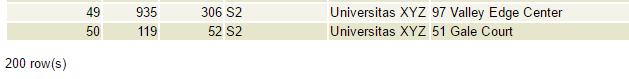 49 935 306 S2 Universitas XYZ 97 Valley Edge Center
50 119 52 S2 Universitas XYZ 51 Gale Court
200 row(s)